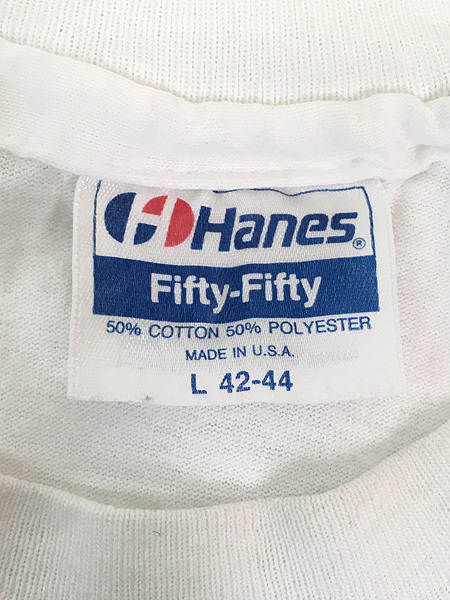 Hanes®
Fifty-Fifty
50% COTTON 50% POLYESTER
MADE IN U.S.A.
L 42-44